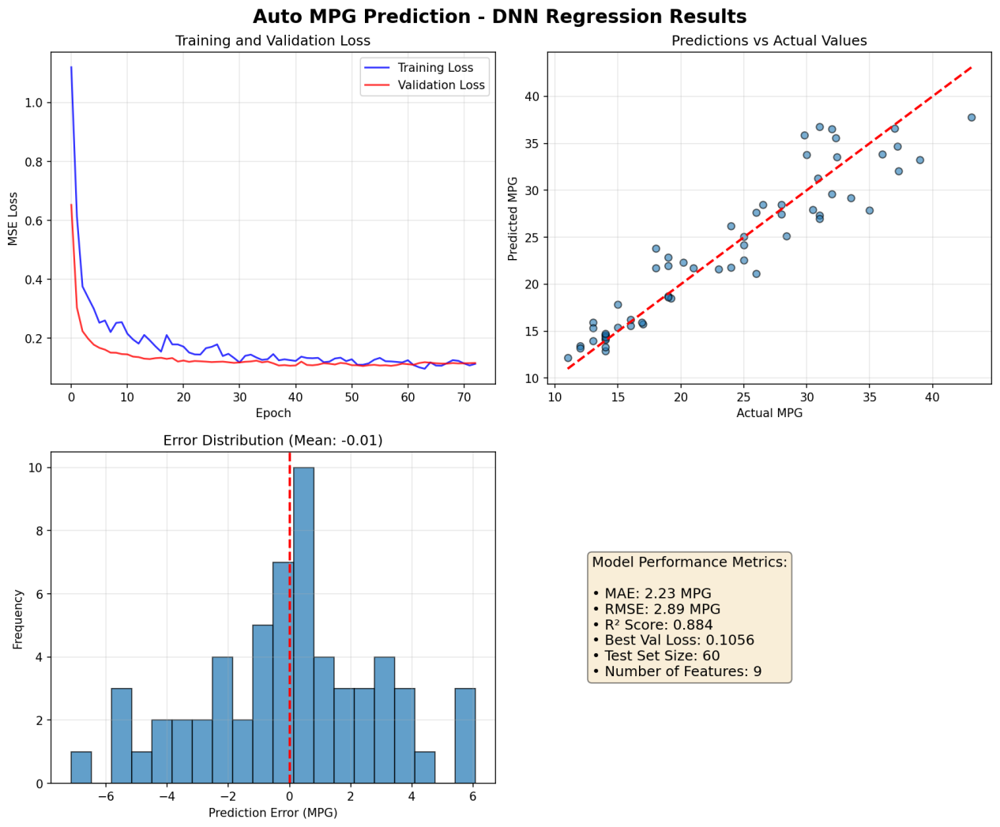 Auto MPG Prediction - DNN Regression Results
Training and Validation Loss
Training Loss
Validation Loss
MSE Loss
1.0
0.8
0.6
0.4
0.2
0 10 20 30 40 50 60 70
Epoch
Predictions vs Actual Values
Predicted MPG
40
35
30
25
20
15
10
10 15 20 25 30 35 40
Actual MPG
Error Distribution (Mean: -0.01)
Frequency
10
8
6
4
2
0
−6 −4 −2 0 2 4 6
Prediction Error (MPG)
Model Performance Metrics:
• MAE: 2.23 MPG
• RMSE: 2.89 MPG
• R² Score: 0.884
• Best Val Loss: 0.1056
• Test Set Size: 60
• Number of Features: 9